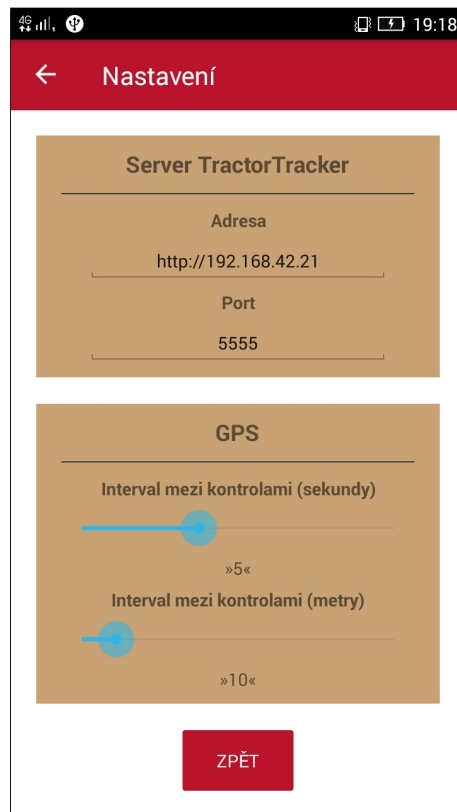 4G 19:18
Nastavení
Server TractorTracker
Adresa
http://192.168.42.21
Port
5555
GPS
Interval mezi kontrolami (sekundy)
»5«
Interval mezi kontrolami (metry)
»10«
ZPĚT